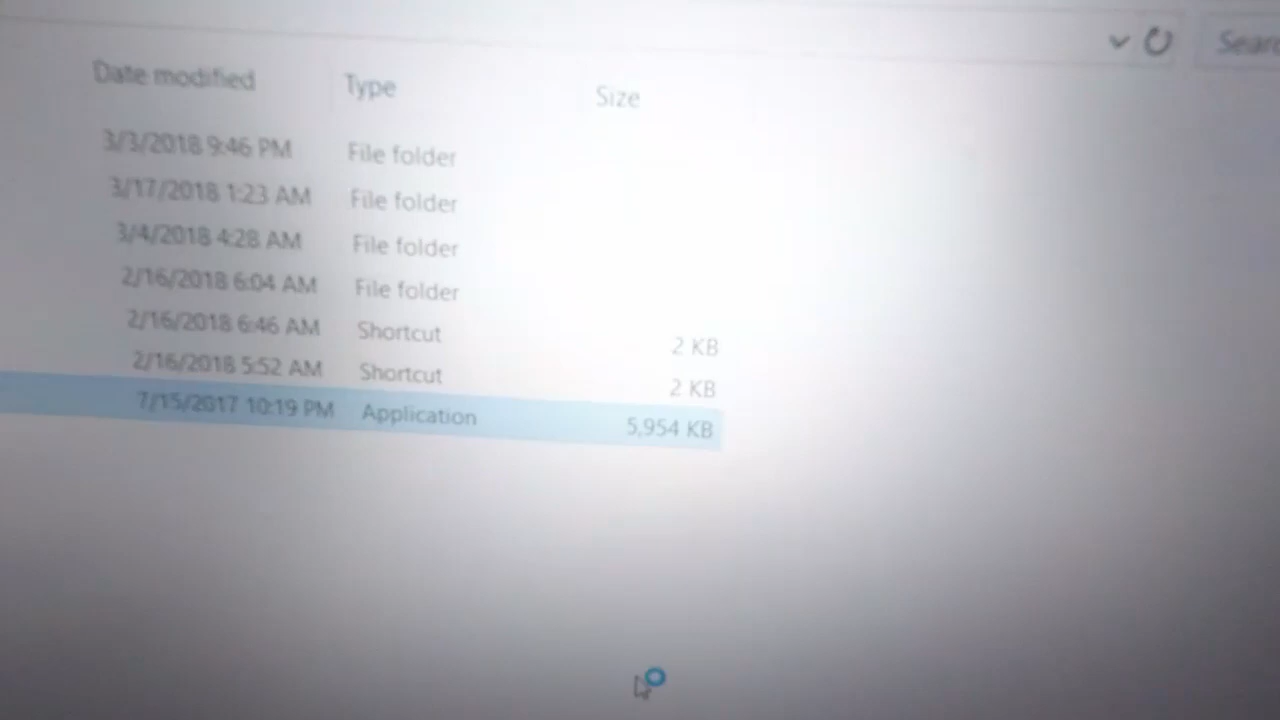 Sear
Date modified Type Size
3/3/2018 9:46 PM File folder
3/17/2018 1:23 AM File folder
3/4/2018 4:28 AM File folder
2/16/2018 6:04 AM File folder
2/16/2018 6:46 AM Shortcut 2 KB
2/16/2018 5:52 AM Shortcut 2 KB
7/15/2017 10:19 PM Application 5,954 KB